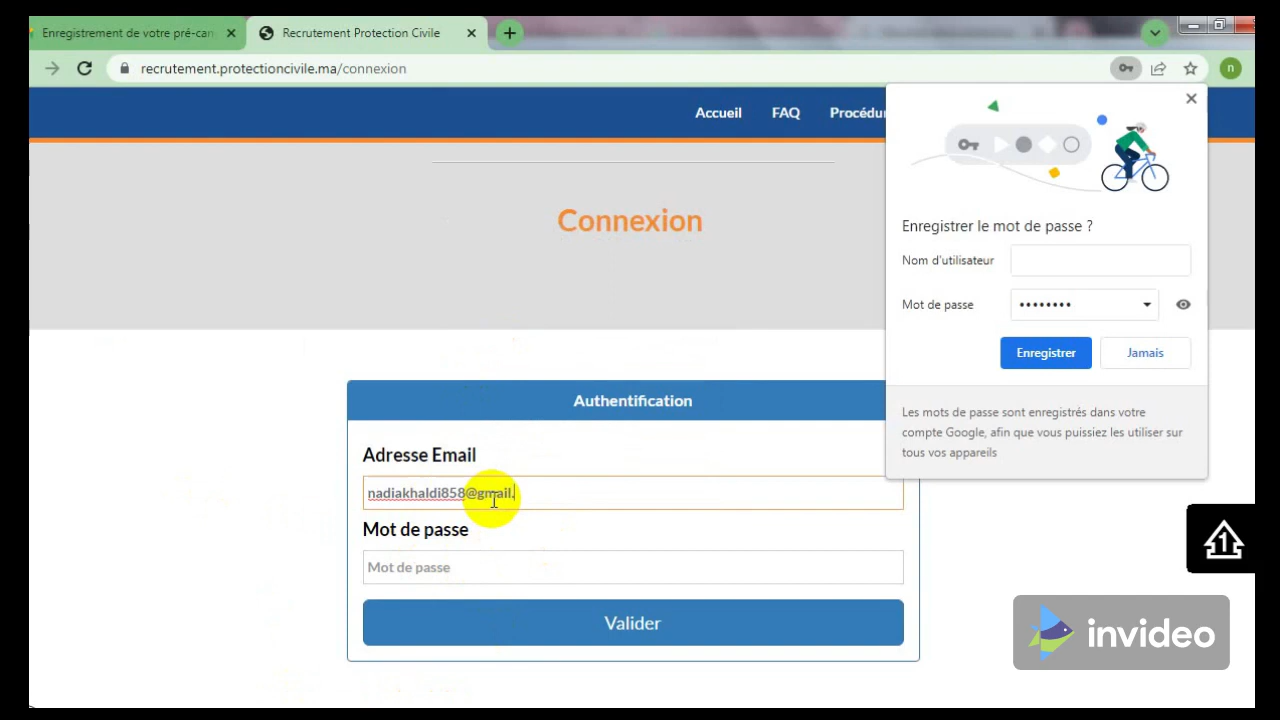 Enregistrement de votre pré-can
Recrutement Protection Civile
recrutement.protectioncivile.ma/connexion
n
Accueil FAQ Procédu
Connexion
Enregistrer le mot de passe ?
Nom d'utilisateur
Mot de passe ••••••••
Enregistrer Jamais
Les mots de passe sont enregistrés dans votre
compte Google, afin que vous puissiez les utiliser sur
tous vos appareils
Authentification
Adresse Email
nadiakhaldi858@gmail.
Mot de passe
Mot de passe
Valider
1
invideo